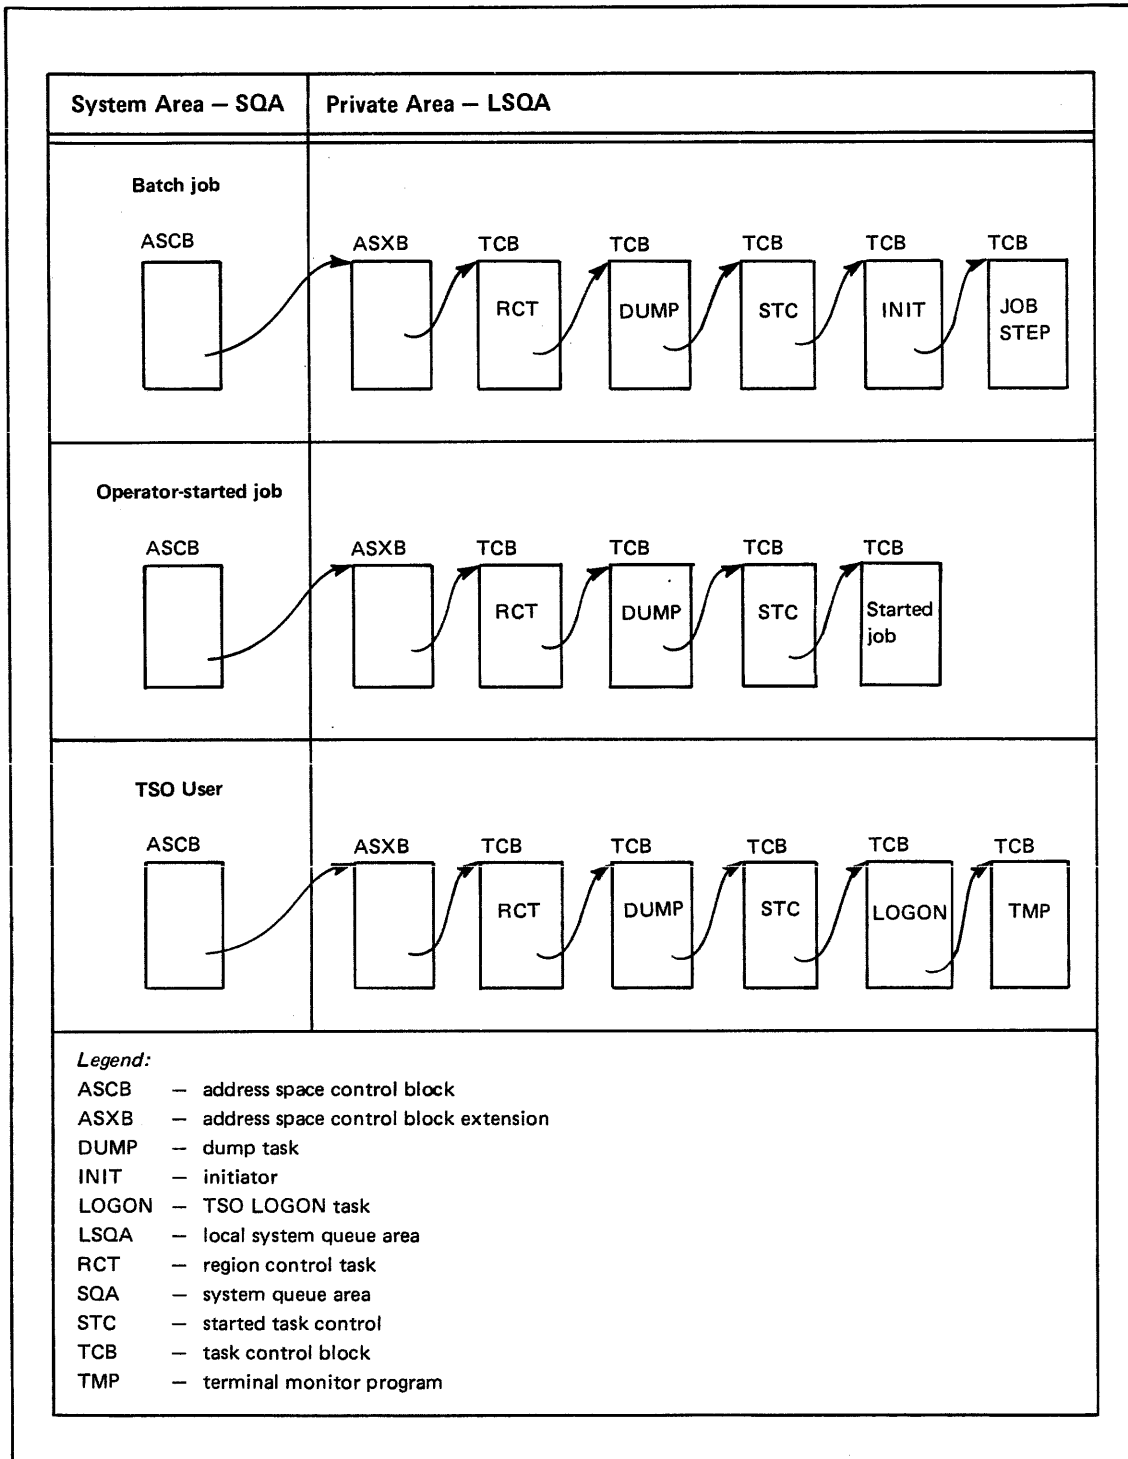 System Area — SQA
Private Area — LSQA
Batch job
ASCB
ASXB
TCB
TCB
TCB
TCB
TCB
RCT
DUMP
STC
INIT
JOB
STEP
Operator-started job
ASCB
ASXB
TCB
TCB
TCB
TCB
RCT
DUMP
STC
Started
job
TSO User
ASCB
ASXB
TCB
TCB
TCB
TCB
TCB
RCT
DUMP
STC
LOGON
TMP
Legend:
ASCB — address space control block
ASXB — address space control block extension
DUMP — dump task
INIT — initiator
LOGON — TSO LOGON task
LSQA — local system queue area
RCT — region control task
SQA — system queue area
STC — started task control
TCB — task control block
TMP — terminal monitor program